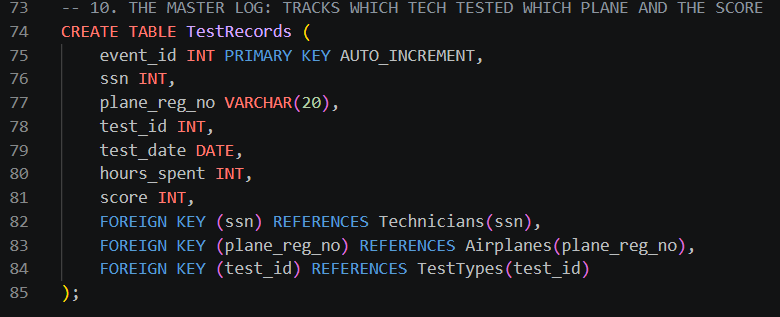 73 -- 10. THE MASTER LOG: TRACKS WHICH TECH TESTED WHICH PLANE AND THE SCORE
74 CREATE TABLE TestRecords (
75     event_id INT PRIMARY KEY AUTO_INCREMENT,
76     ssn INT,
77     plane_reg_no VARCHAR(20),
78     test_id INT,
79     test_date DATE,
80     hours_spent INT,
81     score INT,
82     FOREIGN KEY (ssn) REFERENCES Technicians(ssn),
83     FOREIGN KEY (plane_reg_no) REFERENCES Airplanes(plane_reg_no),
84     FOREIGN KEY (test_id) REFERENCES TestTypes(test_id)
85 );